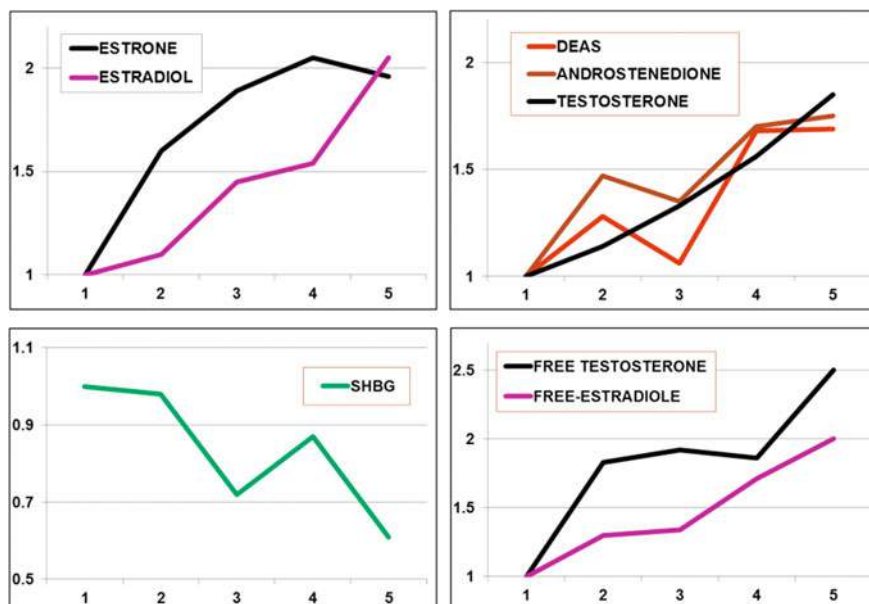 ESTRONE
ESTRADIOL
2
1.5
1
1 2 3 4 5
DEAS
ANDROSTENEDIONE
TESTOSTERONE
2
1.5
1
1 2 3 4 5
1.1
SHBG
0.9
0.7
0.5
1 2 3 4 5
FREE TESTOSTERONE
FREE-ESTRADIOLE
2.5
2
1.5
1
1 2 3 4 5